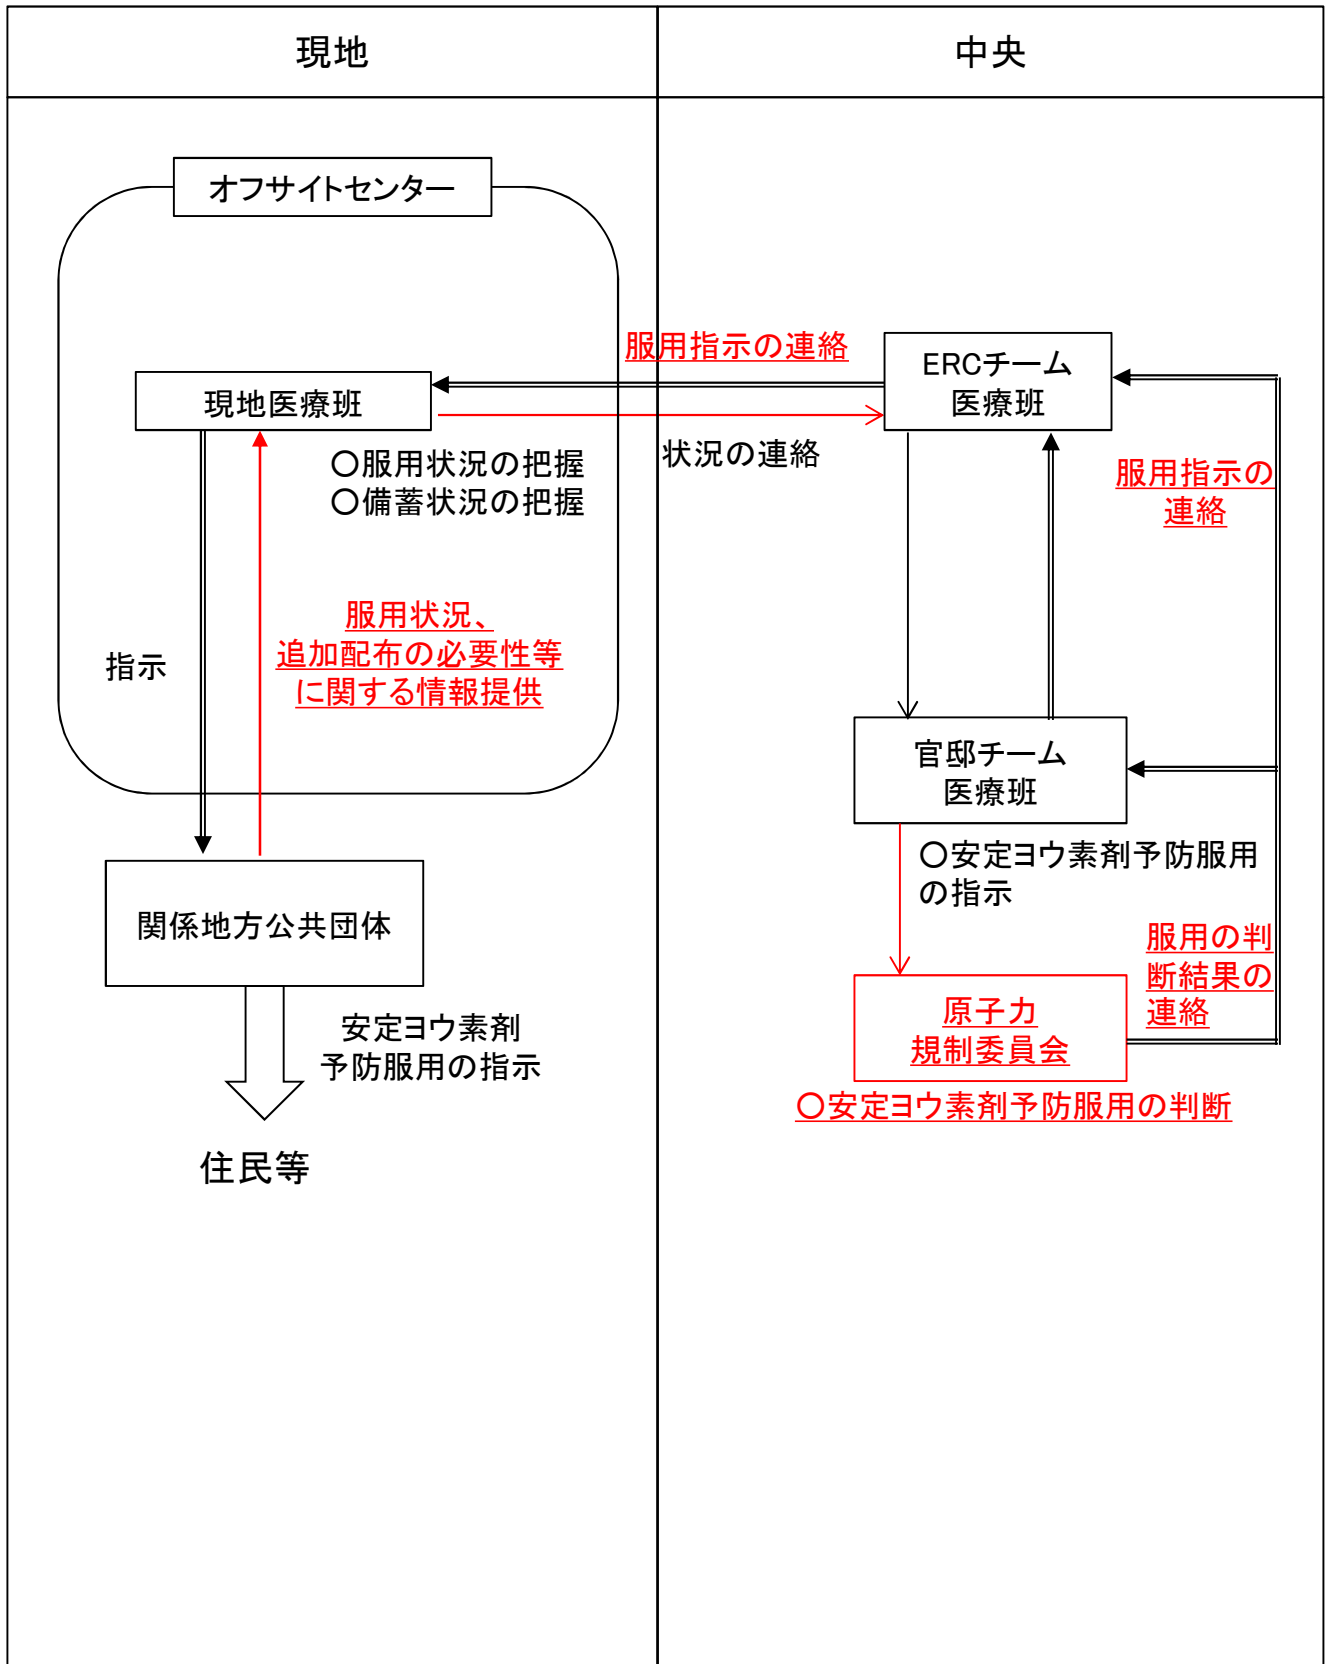 現地
中央
オフサイトセンター
服用指示の連絡
ERCチーム
医療班
現地医療班
○服用状況の把握
○備蓄状況の把握
状況の連絡
服用指示の
連絡
服用状況、
追加配布の必要性等
に関する情報提供
指示
官邸チーム
医療班
○安定ヨウ素剤予防服用
の指示
関係地方公共団体
服用の判
断結果の
連絡
原子力
規制委員会
安定ヨウ素剤
予防服用の指示
○安定ヨウ素剤予防服用の判断
住民等